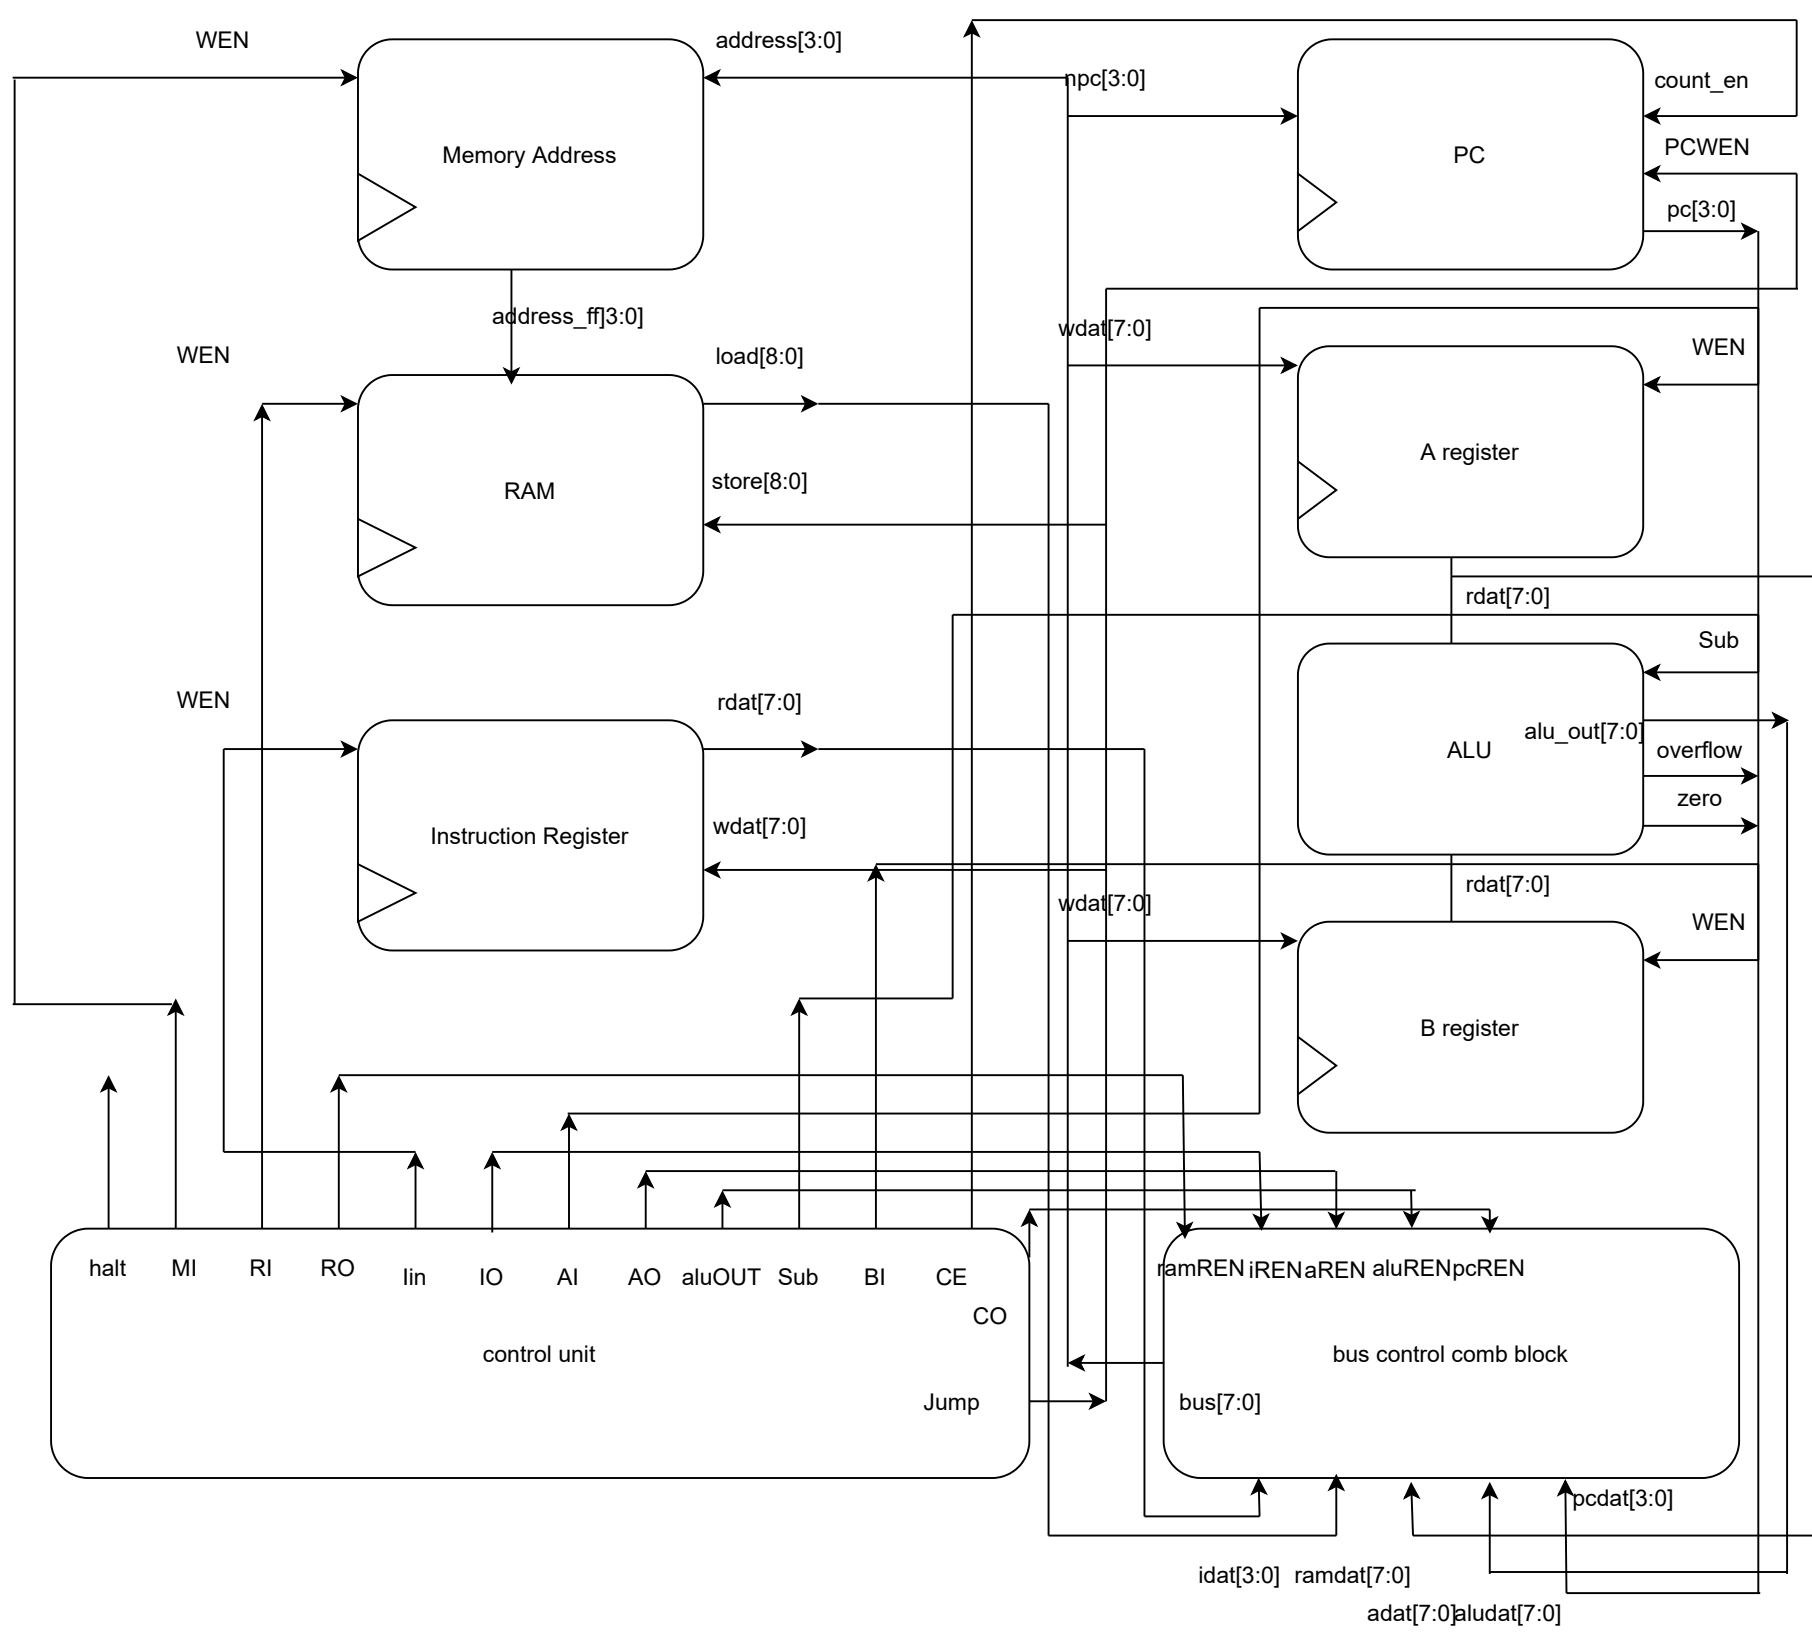 WEN
address[3:0]
npc[3:0]
count_en
Memory Address
PC
PCWEN
pc[3:0]
address_ff]3:0]
wdat[7:0]
WEN
WEN
load[8:0]
A register
store[8:0]
RAM
rdat[7:0]
Sub
WEN
rdat[7:0]
alu_out[7:0]
ALU
overflow
zero
Instruction Register
wdat[7:0]
rdat[7:0]
wdat[7:0]
WEN
B register
halt
MI
RI
RO
Iin
IO
AI
AO
aluOUT
Sub
BI
CE
CO
ramREN
iREN
aREN
aluREN
pcREN
control unit
bus control comb block
Jump
bus[7:0]
pcdat[3:0]
idat[3:0]
ramdat[7:0]
adat[7:0]
aludat[7:0]